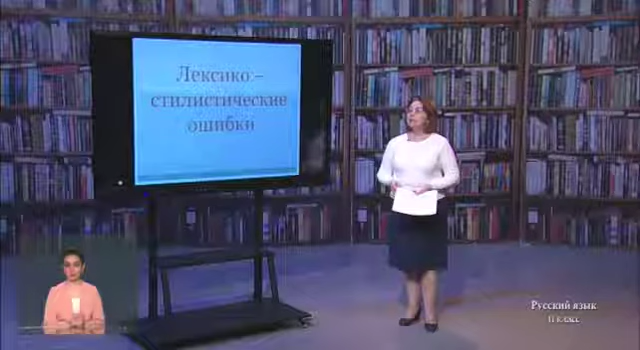 Лексико –
стилистические
ошибки
Русский язык
11 класс